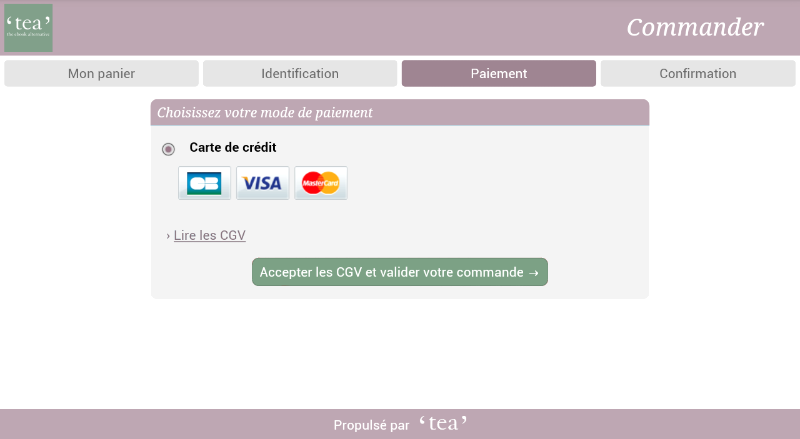 ‘tea’
Commander
Mon panier
Identification
Paiement
Confirmation
Choisissez votre mode de paiement
Carte de crédit
CB VISA MasterCard
› Lire les CGV
Accepter les CGV et valider votre commande →
Propulsé par ‘tea’